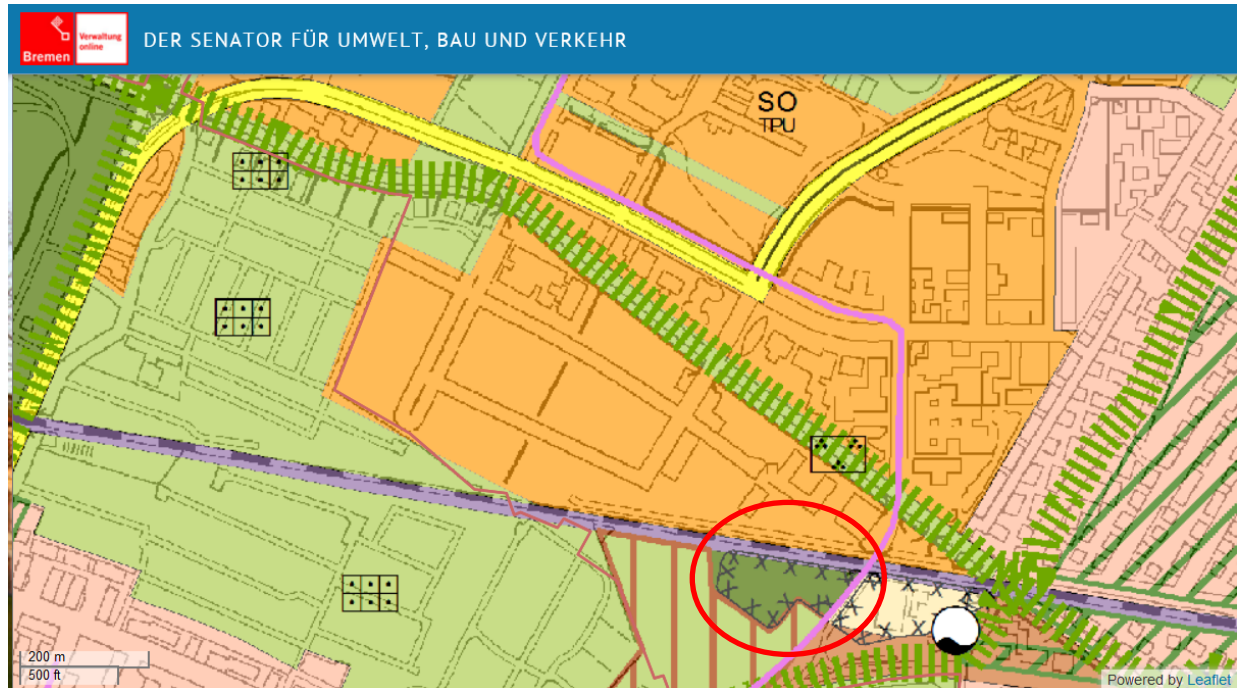 Bremen
Verwaltung
online
DER SENATOR FÜR UMWELT, BAU UND VERKEHR
SO
TPU
200 m
500 ft
Powered by Leaflet